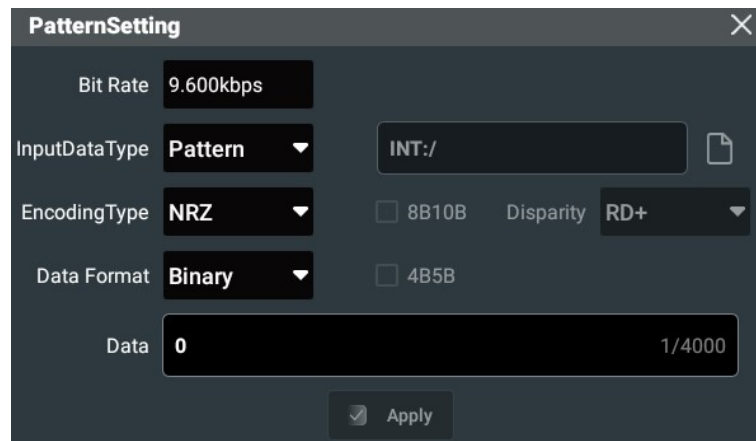 PatternSetting
Bit Rate 9.600kbps
InputDataType Pattern INT:/
EncodingType NRZ 8B10B Disparity RD+
Data Format Binary 4B5B
Data 0 1/4000
Apply